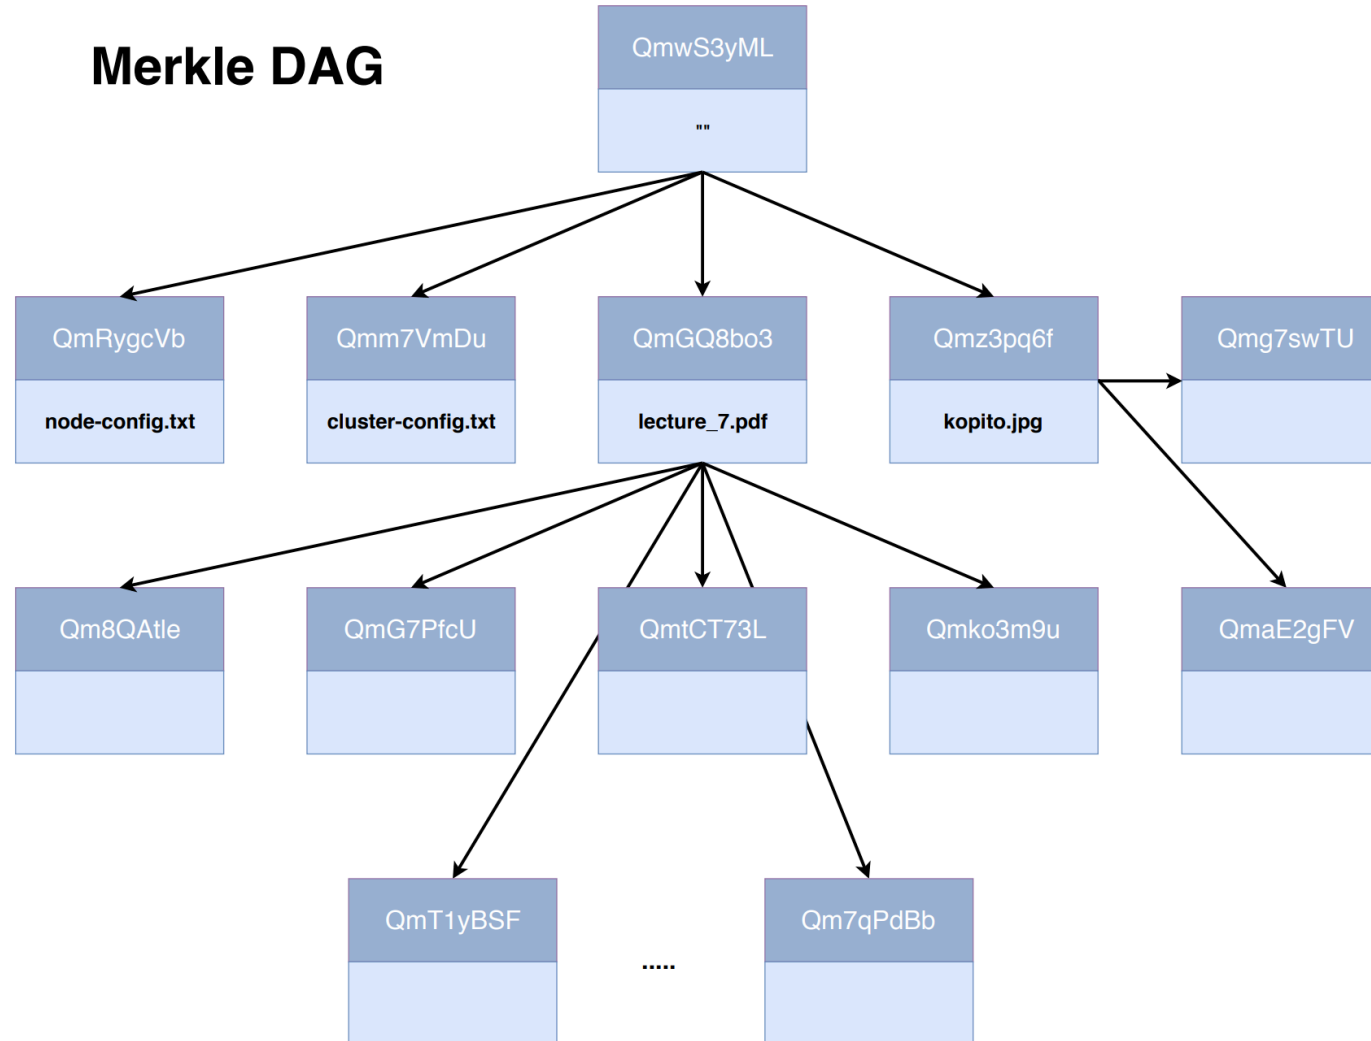 Merkle DAG
QmwS3yML
""
QmRygcVb
Qmm7VmDu
QmGQ8bo3
Qmz3pq6f
Qmg7swTU
node-config.txt
cluster-config.txt
lecture_7.pdf
kopito.jpg
Qm8QAtle
QmG7PfcU
QmtCT73L
Qmko3m9u
QmaE2gFV
QmT1yBSF
Qm7qPdBb
.....